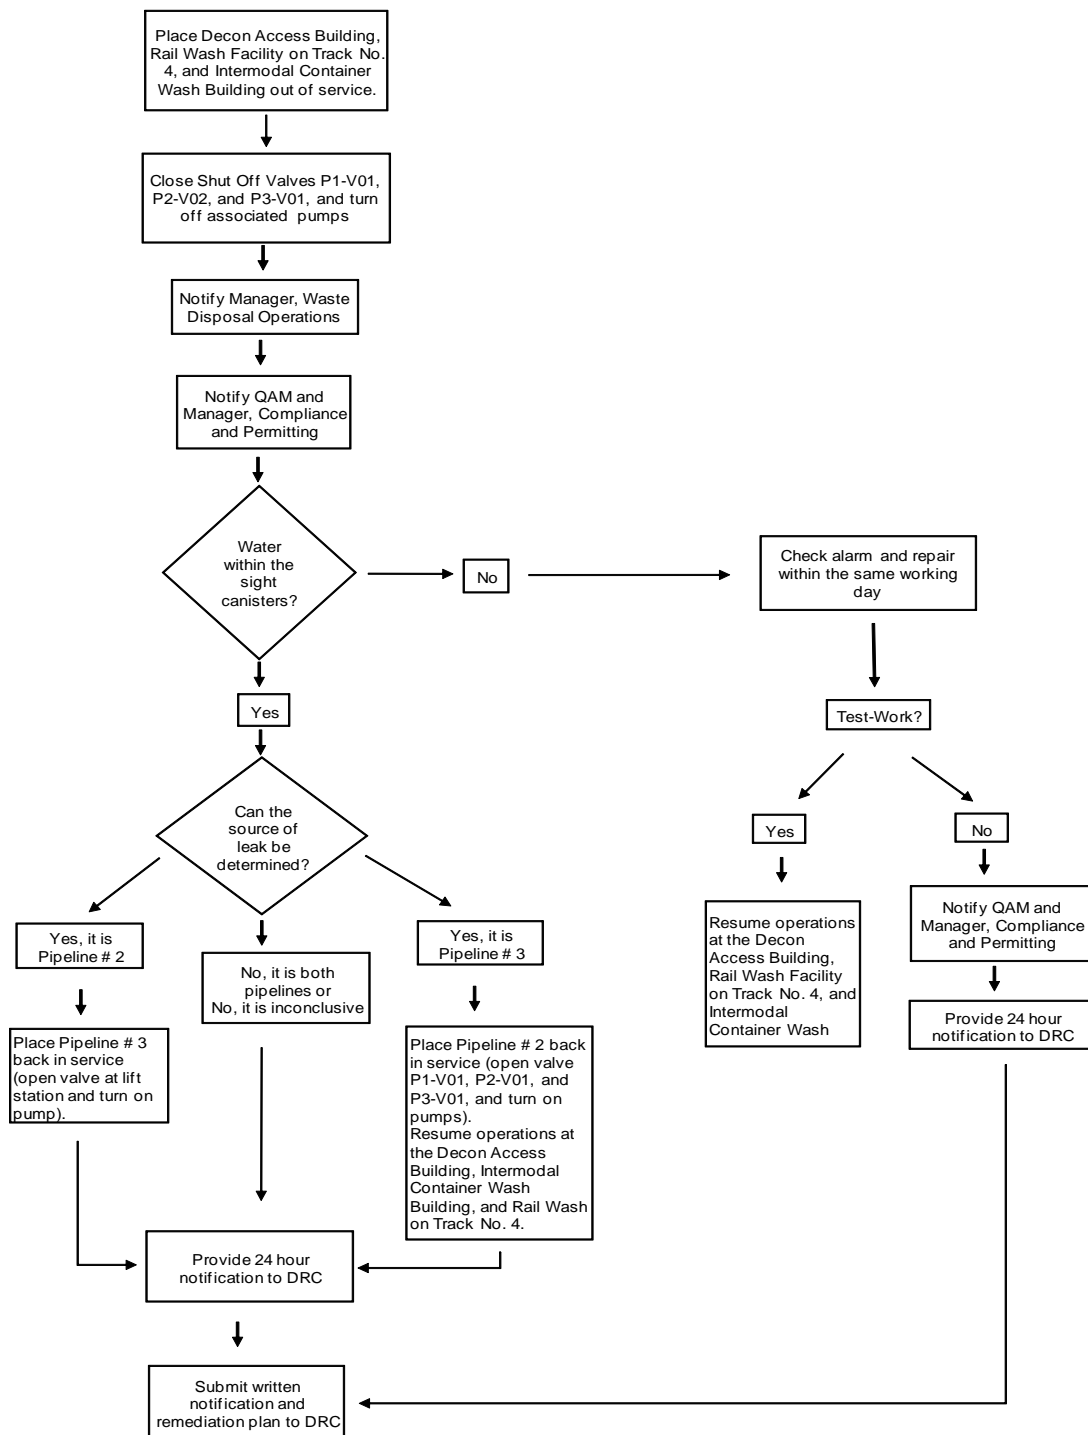 Place Decon Access Building,
Rail Wash Facility on Track No.
4, and Intermodal Container
Wash Building out of service.
Close Shut Off Valves P1-V01,
P2-V02, and P3-V01, and turn
off associated pumps
Notify Manager, Waste
Disposal Operations
Notify QAM and
Manager, Compliance
and Permitting
Water
within the
sight
canisters?
No
Check alarm and repair
within the same working
day
Yes
Test-Work?
Can the
source of
leak be
determined?
Yes
No
Yes, it is
Pipeline # 2
No, it is both
pipelines or
No, it is inconclusive
Yes, it is
Pipeline # 3
Resume operations
at the Decon
Access Building,
Rail Wash Facility
on Track No. 4, and
Intermodal
Container Wash
Notify QAM and
Manager, Compliance
and Permitting
Place Pipeline # 3
back in service
(open valve at lift
station and turn on
pump).
Place Pipeline # 2 back
in service (open valve
P1-V01, P2-V01, and
P3-V01, and turn on
pumps).
Resume operations at
the Decon Access
Building, Intermodal
Container Wash
Building, and Rail Wash
on Track No. 4.
Provide 24 hour
notification to DRC
Provide 24 hour
notification to DRC
Submit written
notification and
remediation plan to DRC